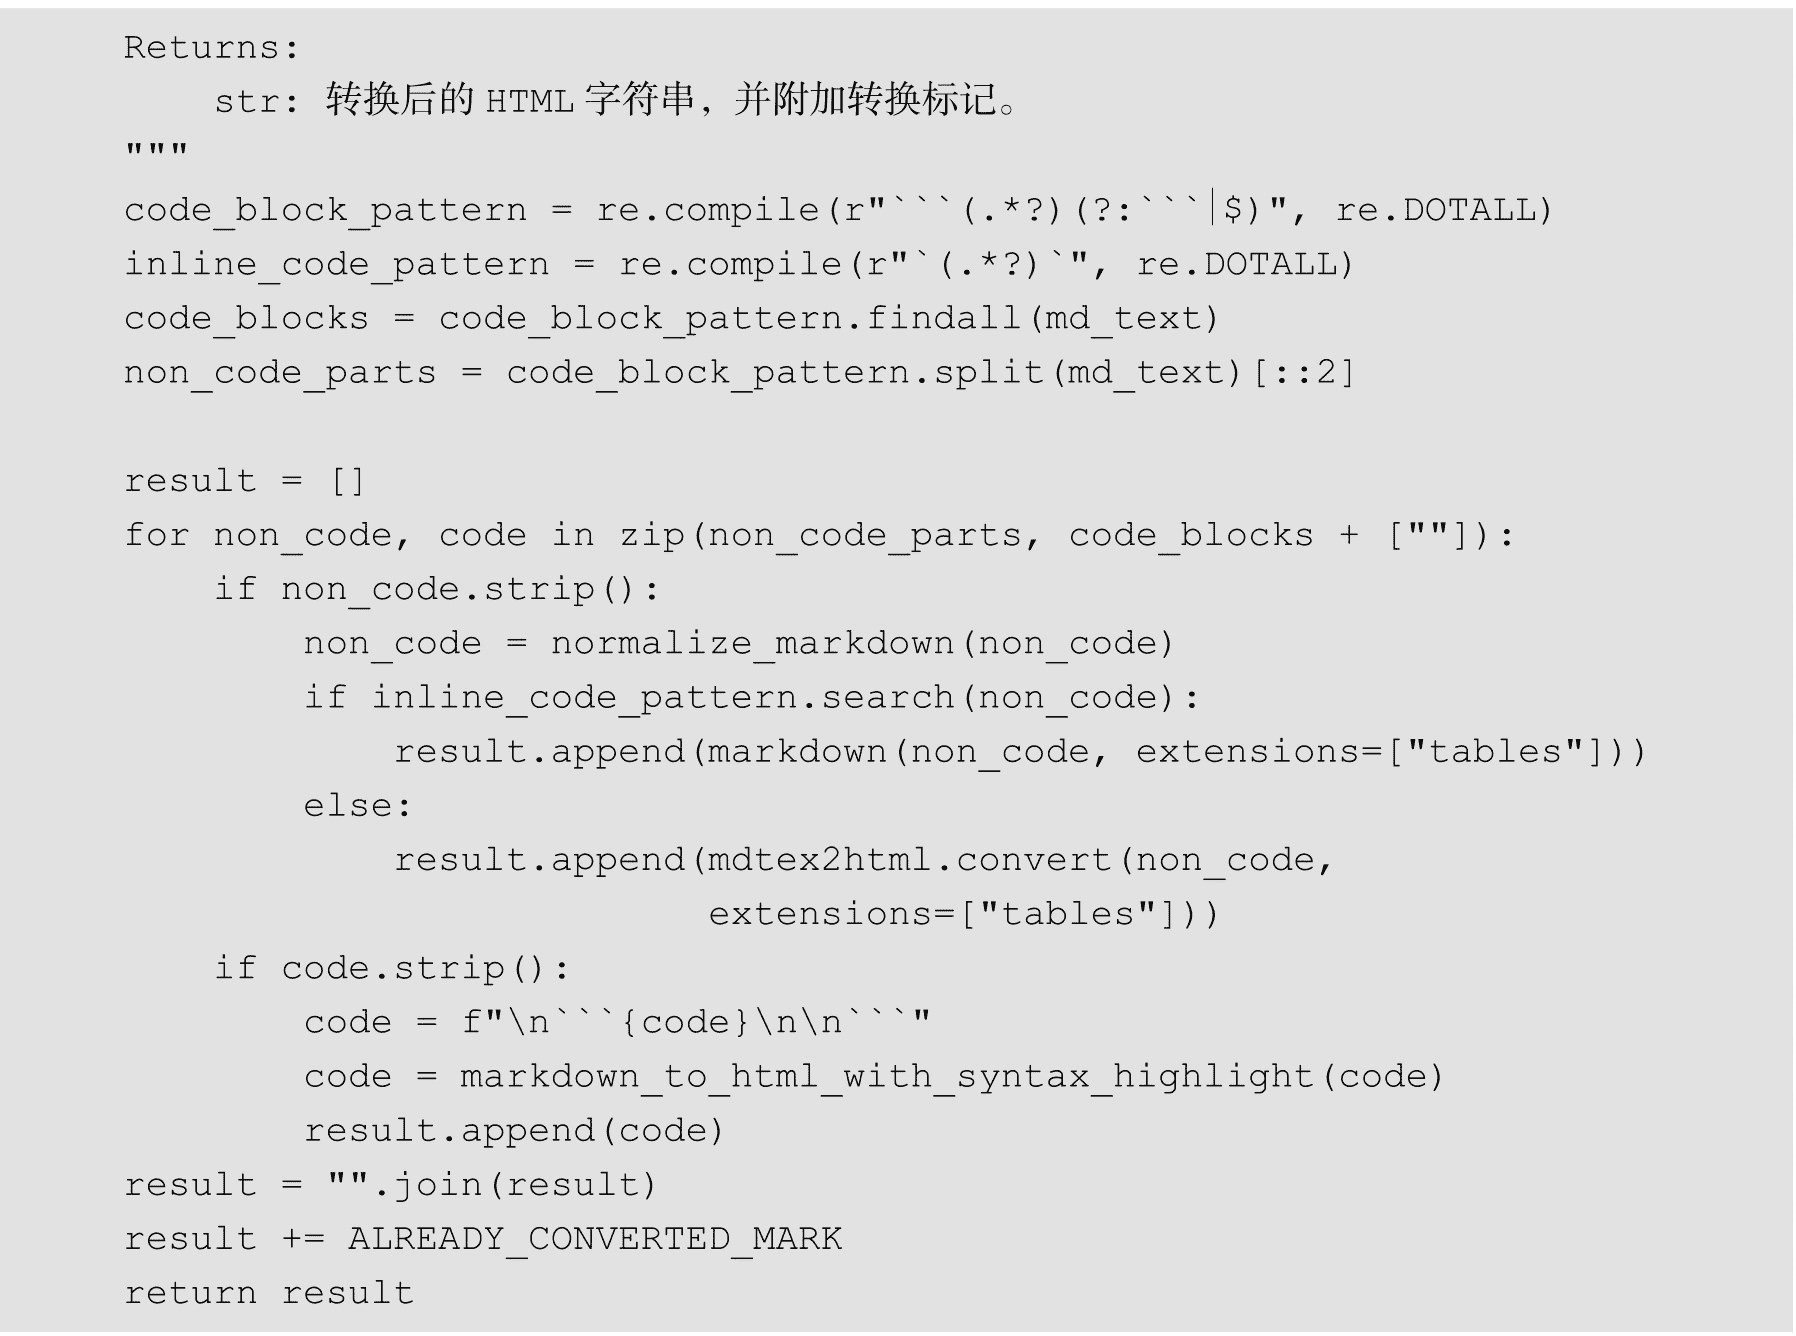 Returns:
    str: 转换后的 HTML 字符串，并附加转换标记。
"""
code_block_pattern = re.compile(r"```(.*?)(?:```|$)", re.DOTALL)
inline_code_pattern = re.compile(r"`(.*?)`", re.DOTALL)
code_blocks = code_block_pattern.findall(md_text)
non_code_parts = code_block_pattern.split(md_text)[::2]

result = []
for non_code, code in zip(non_code_parts, code_blocks + [""]):
    if non_code.strip():
        non_code = normalize_markdown(non_code)
        if inline_code_pattern.search(non_code):
            result.append(markdown(non_code, extensions=["tables"]))
        else:
            result.append(mdtex2html.convert(non_code,
                          extensions=["tables"]))
    if code.strip():
        code = f"\n```{code}\n\n```"
        code = markdown_to_html_with_syntax_highlight(code)
        result.append(code)
result = "".join(result)
result += ALREADY_CONVERTED_MARK
return result